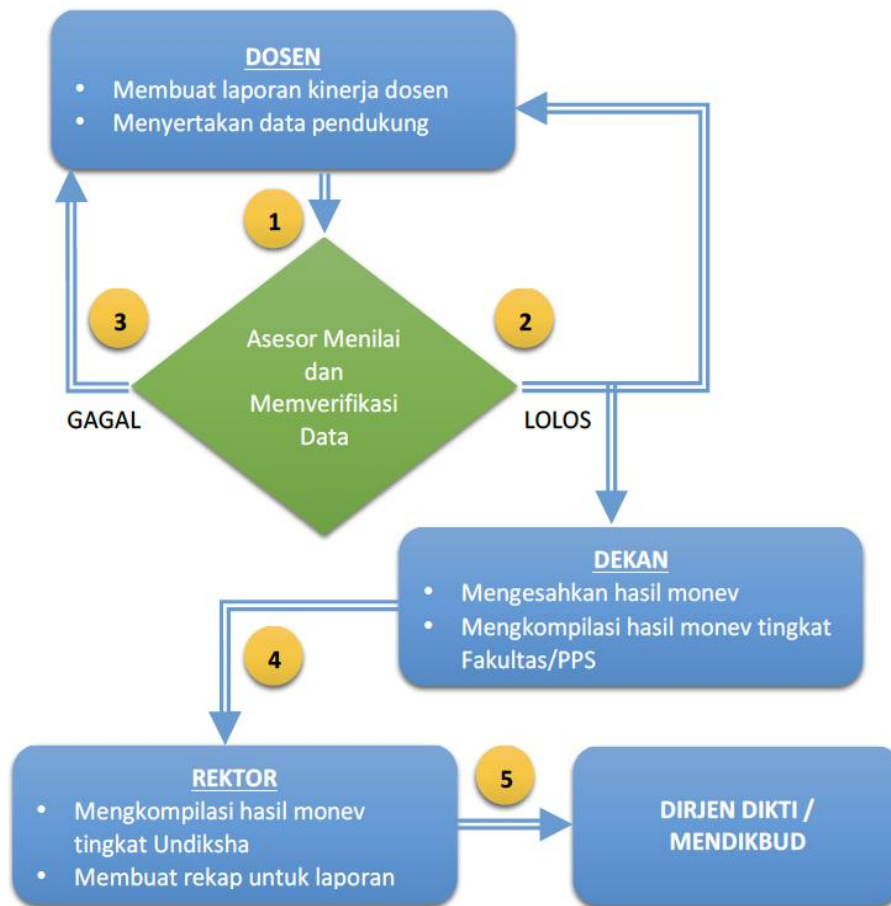 DOSEN
• Membuat laporan kinerja dosen
• Menyertakan data pendukung
1
3
2
Asesor Menilai
dan
Memverifikasi
Data
GAGAL
LOLOS
DEKAN
• Mengesahkan hasil monev
• Mengkompilasi hasil monev tingkat
Fakultas/PPS
4
REKTOR
• Mengkompilasi hasil monev
tingkat Undiksha
• Membuat rekap untuk laporan
5
DIRJEN DIKTI /
MENDIKBUD